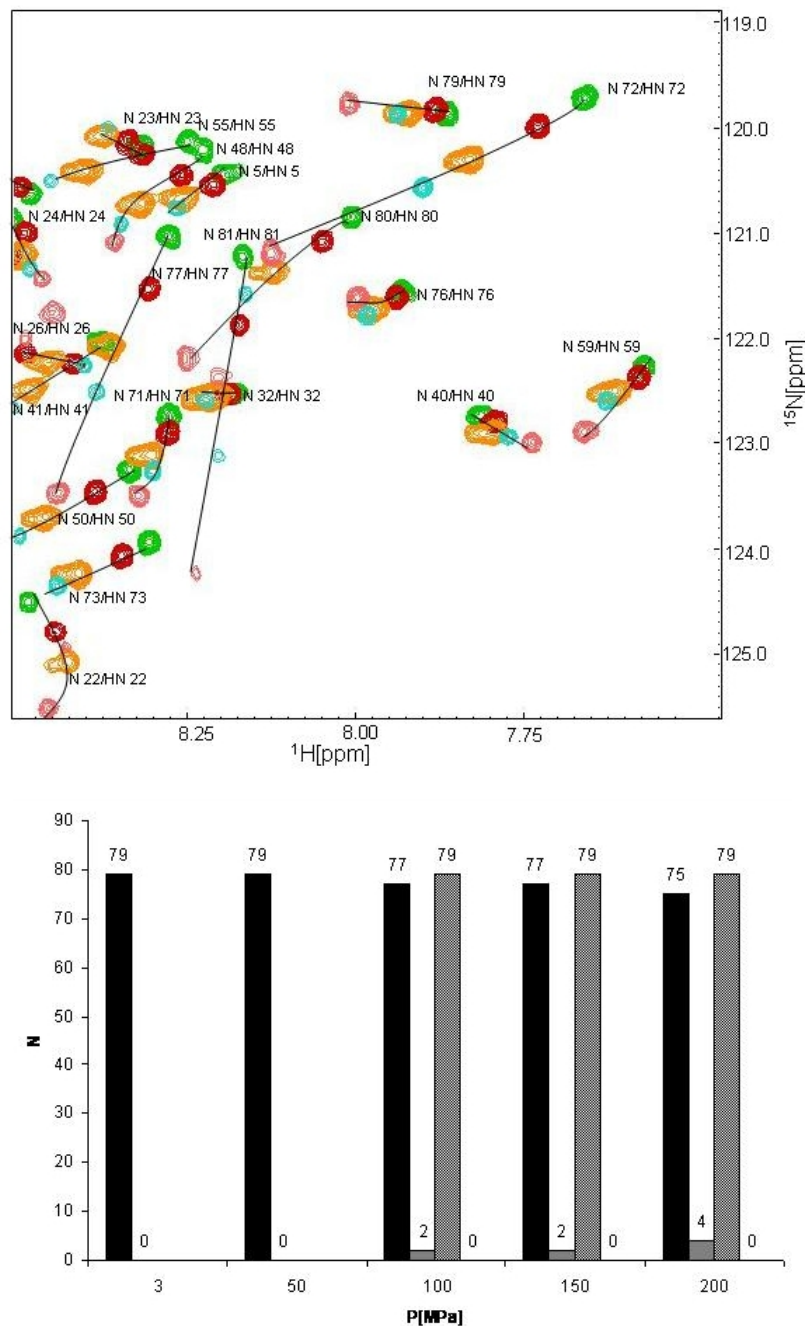 119.0
N 79/HN 79
N 72/HN 72
N 23/HN 23
N 55/HN 55
120.0
N 48/HN 48
N 5/HN 5
N 24/HN 24
N 80/HN 80
121.0
N 81/HN 81
N 77/HN 77
N 76/HN 76
N 26/HN 26
122.0
N 59/HN 59
N 41/HN 41
N 71/HN 71
N 32/HN 32
N 40/HN 40
15N[ppm]
123.0
N 50/HN 50
124.0
N 73/HN 73
N 22/HN 22
125.0
8.25 8.00 7.75
1H[ppm]
90
80
70
60
50
40
30
20
10
0
N
79 0
79 0
77 2 79 0
77 2 79 0
75 4 79 0
3 50 100 150 200
P[MPa]